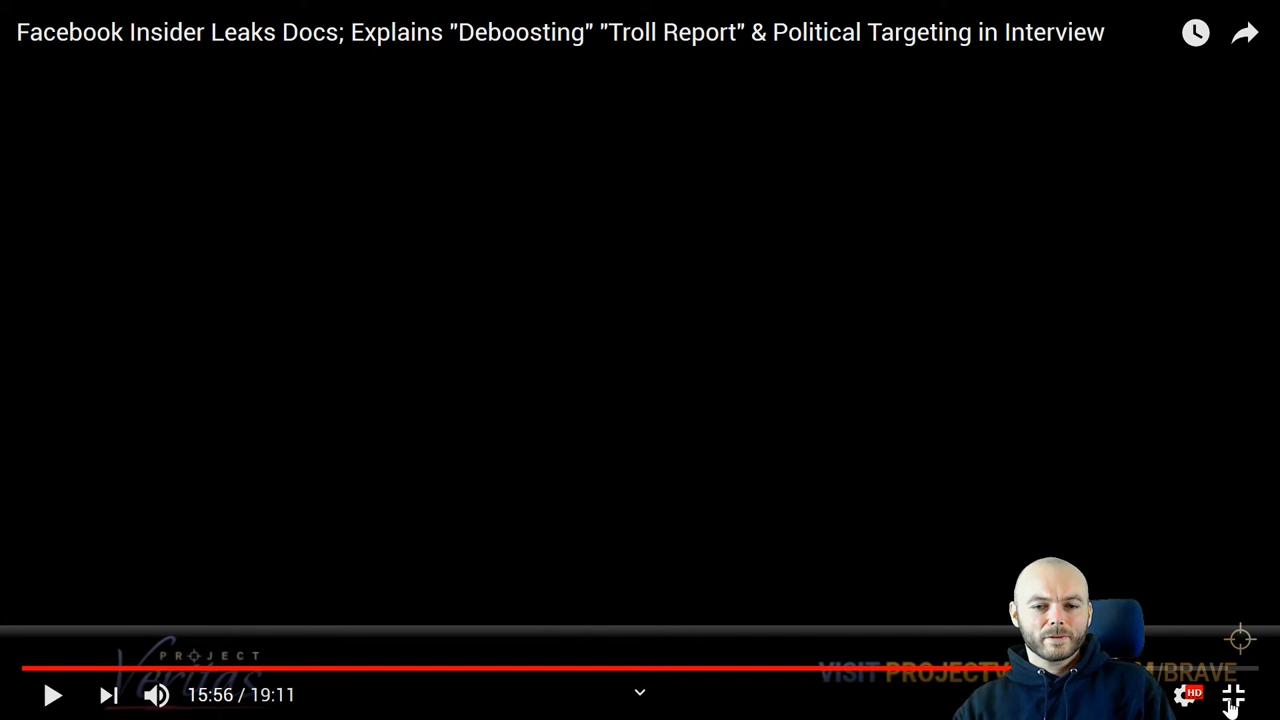 Facebook Insider Leaks Docs; Explains "Deboosting" "Troll Report" & Political Targeting in Interview
PROJECT
Veritas
VISIT PROJECTV
M/BRAVE
15:56 / 19:11
HD